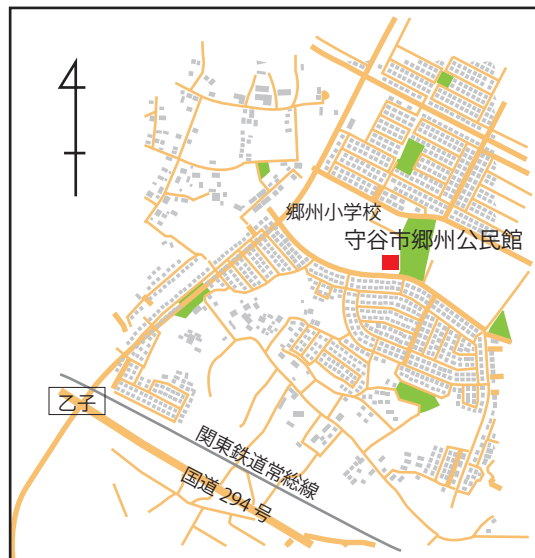 郷州小学校
守谷市郷州公民館
乙子
関東鉄道常総線
国道 294 号